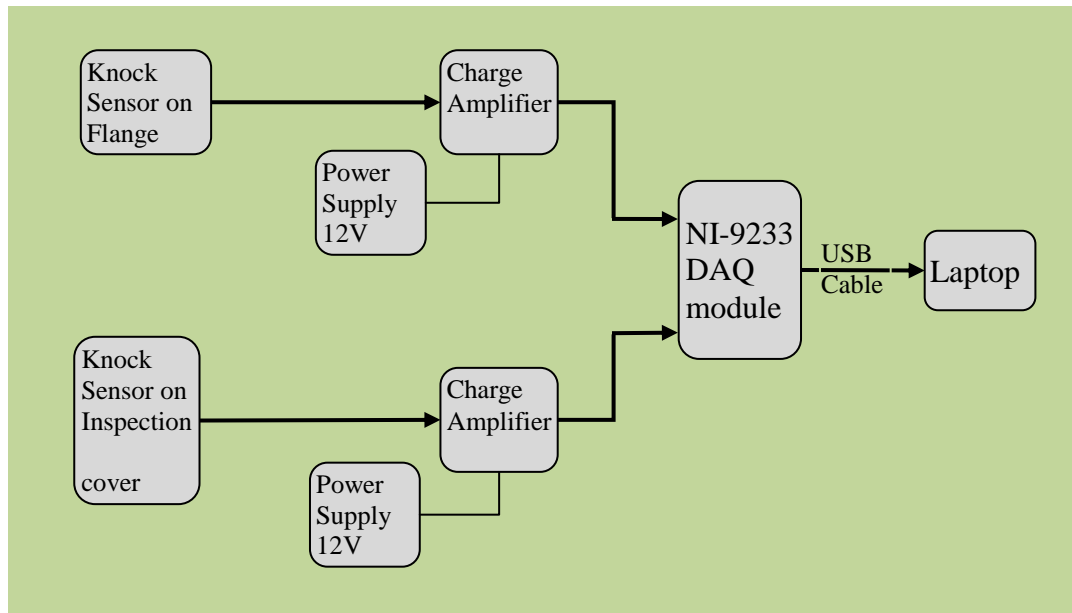 Knock
Sensor on
Flange
Charge
Amplifier
Power
Supply
12V
NI-9233
DAQ
module
USB
Cable
Laptop
Knock
Sensor on
Inspection
cover
Charge
Amplifier
Power
Supply
12V